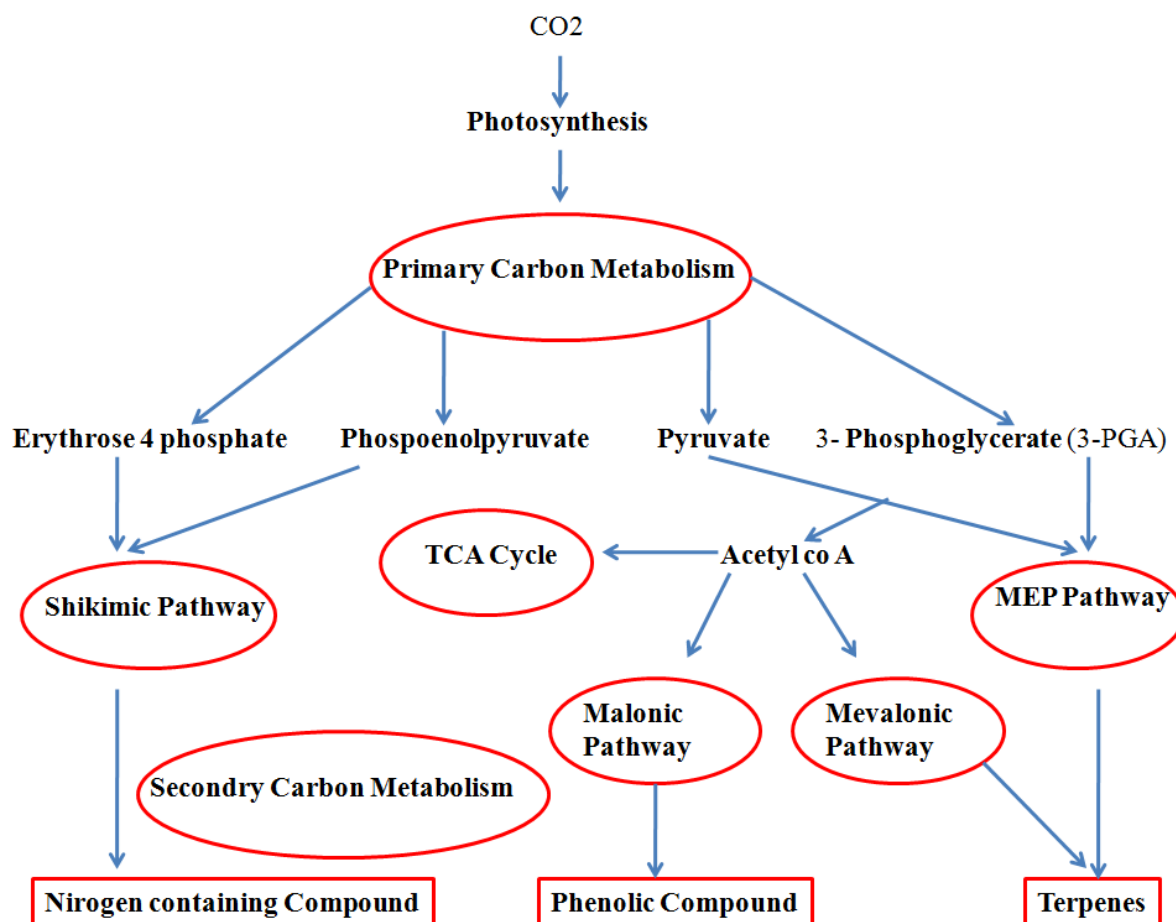 CO2
Photosynthesis
Primary Carbon Metabolism
Erythrose 4 phosphate
Phospoenolpyruvate
Pyruvate
3- Phosphoglycerate (3-PGA)
TCA Cycle
Acetyl co A
Shikimic Pathway
MEP Pathway
Malonic
Pathway
Mevalonic
Pathway
Secondry Carbon Metabolism
Nirogen containing Compound
Phenolic Compound
Terpenes